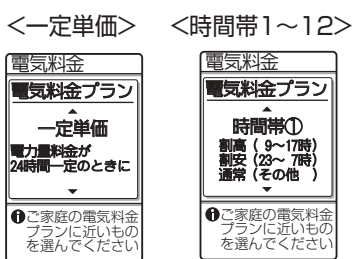 <一定単価>
電気料金
電気料金プラン
一定単価
電力量料金が
24時間一定のときに
❶ご家庭の電気料金
プランに近いもの
を選んでください
<時間帯1～12>
電気料金
電気料金プラン
時間帯①
割高（ 9～17時）
割安（23～ 7時）
通常（その他　）
❶ご家庭の電気料金
プランに近いもの
を選んでください